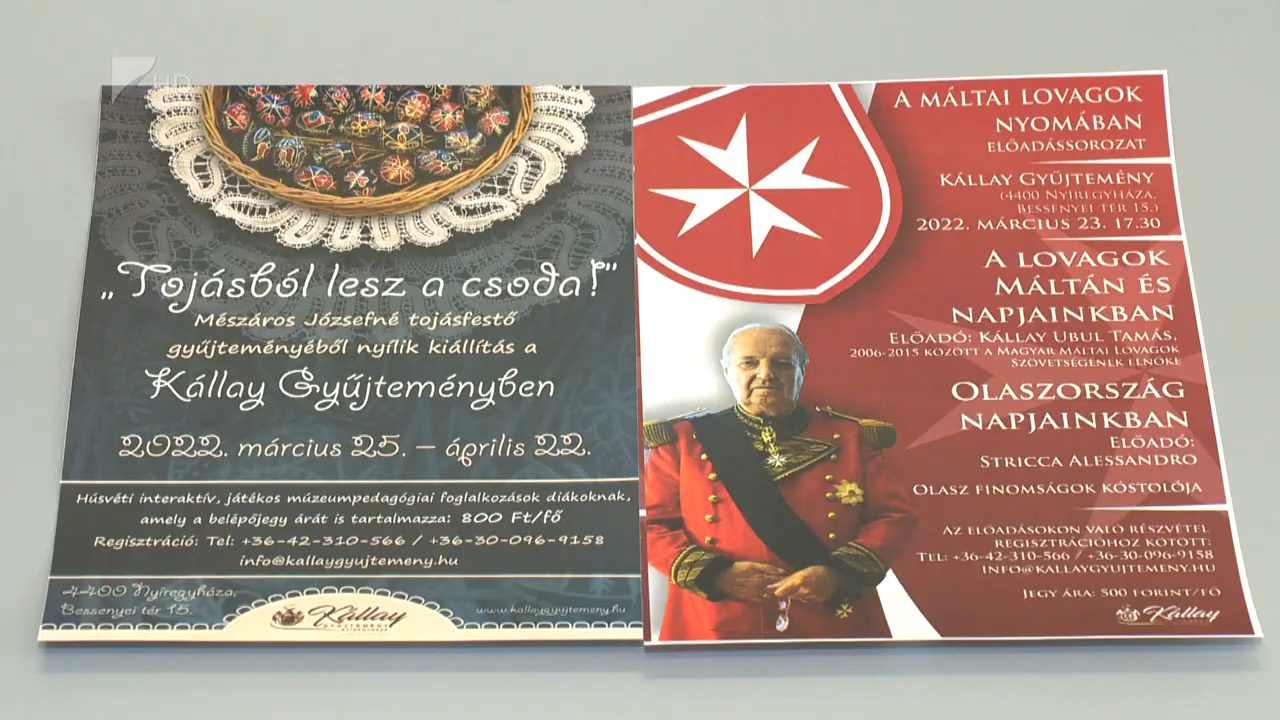 HD
„Tojásból lesz a csoda!”
Mészáros Józsefné tojásfestő
gyűjteményéből nyílik kiállítás a
Kállay Gyűjteményben
2022. március 25. – április 22.
Húsvéti interaktív, játékos múzeumpedagógiai foglalkozások diákoknak,
amely a belépőjegy árát is tartalmazza: 800 Ft/fő
Regisztráció: Tel: +36-42-310-566 / +36-30-096-9158
info@kallaygyujtemeny.hu
4400 Nyíregyháza,
Bessenyei tér 15.
Kállay
GYŰJTEMÉNY
www.kallaygyujtemeny.hu
A MÁLTAI LOVAGOK
NYOMÁBAN
ELŐADÁSSOROZAT
KÁLLAY GYŰJTEMÉNY
(4400 NYÍREGYHÁZA,
BESSENYEI TÉR 15.)
2022. MÁRCIUS 23. 17.30
A LOVAGOK
MÁLTÁN ÉS
NAPJAINKBAN
ELŐADÓ: KÁLLAY UBUL TAMÁS,
2006-2015 KÖZÖTT A MAGYAR MÁLTAI LOVAGOK
SZÖVETSÉGÉNEK ELNÖKE
OLASZORSZÁG
NAPJAINKBAN
ELŐADÓ:
STRICCA ALESSANDRO
OLASZ FINOMSÁGOK KÓSTOLÓJA
AZ ELŐADÁSOKON VALÓ RÉSZVÉTEL
REGISZTRÁCIÓHOZ KÖTÖTT:
TEL: +36-42-310-566 / +36-30-096-9158
INFO@KALLAYGYUJTEMENY.HU
JEGY ÁRA: 500 FORINT/FŐ
Kállay